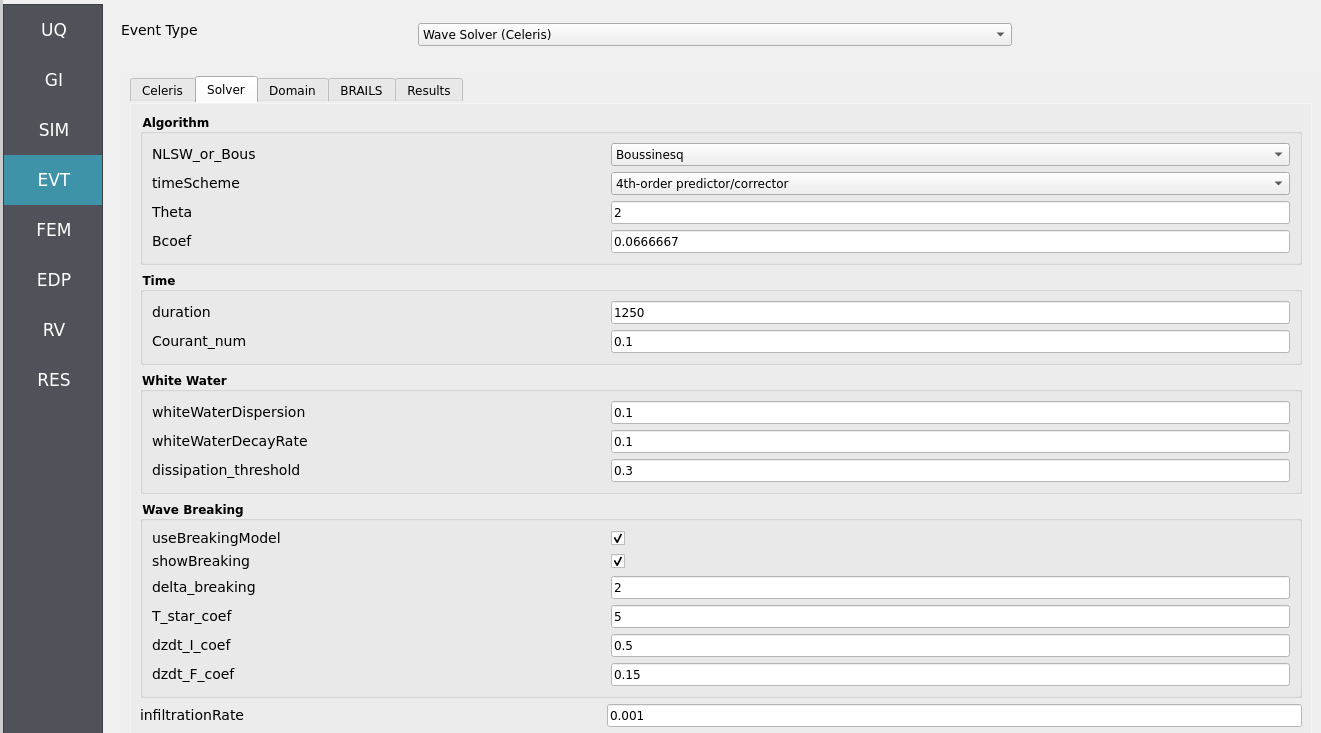 UQ
GI
SIM
EVT
FEM
EDP
RV
RES
Event Type
Wave Solver (Celeris)
Celeris Solver Domain BRAILS Results
Algorithm
NLSW_or_Bous Boussinesq
timeScheme 4th-order predictor/corrector
Theta 2
Bcoef 0.0666667
Time
duration 1250
Courant_num 0.1
White Water
whiteWaterDispersion 0.1
whiteWaterDecayRate 0.1
dissipation_threshold 0.3
Wave Breaking
useBreakingModel
showBreaking
delta_breaking 2
T_star_coef 5
dzdt_I_coef 0.5
dzdt_F_coef 0.15
infiltrationRate 0.001